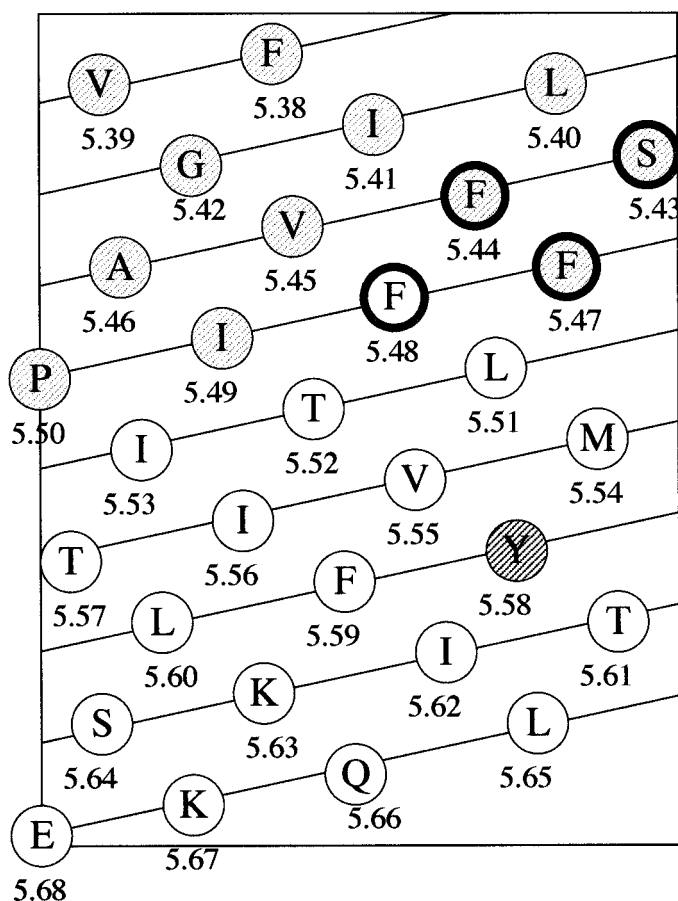 F
V
5.38
5.39
L
I
5.40
G
5.41
5.42
S
F
5.43
V
5.44
A
5.45
5.46
F
F
5.47
I
5.48
P
5.49
5.50
L
T
5.51
I
5.52
5.53
M
V
5.54
I
5.55
T
5.56
5.57
Y
F
5.58
L
5.59
5.60
T
I
5.61
K
5.62
S
5.63
5.64
L
Q
5.65
K
5.66
E
5.67
5.68